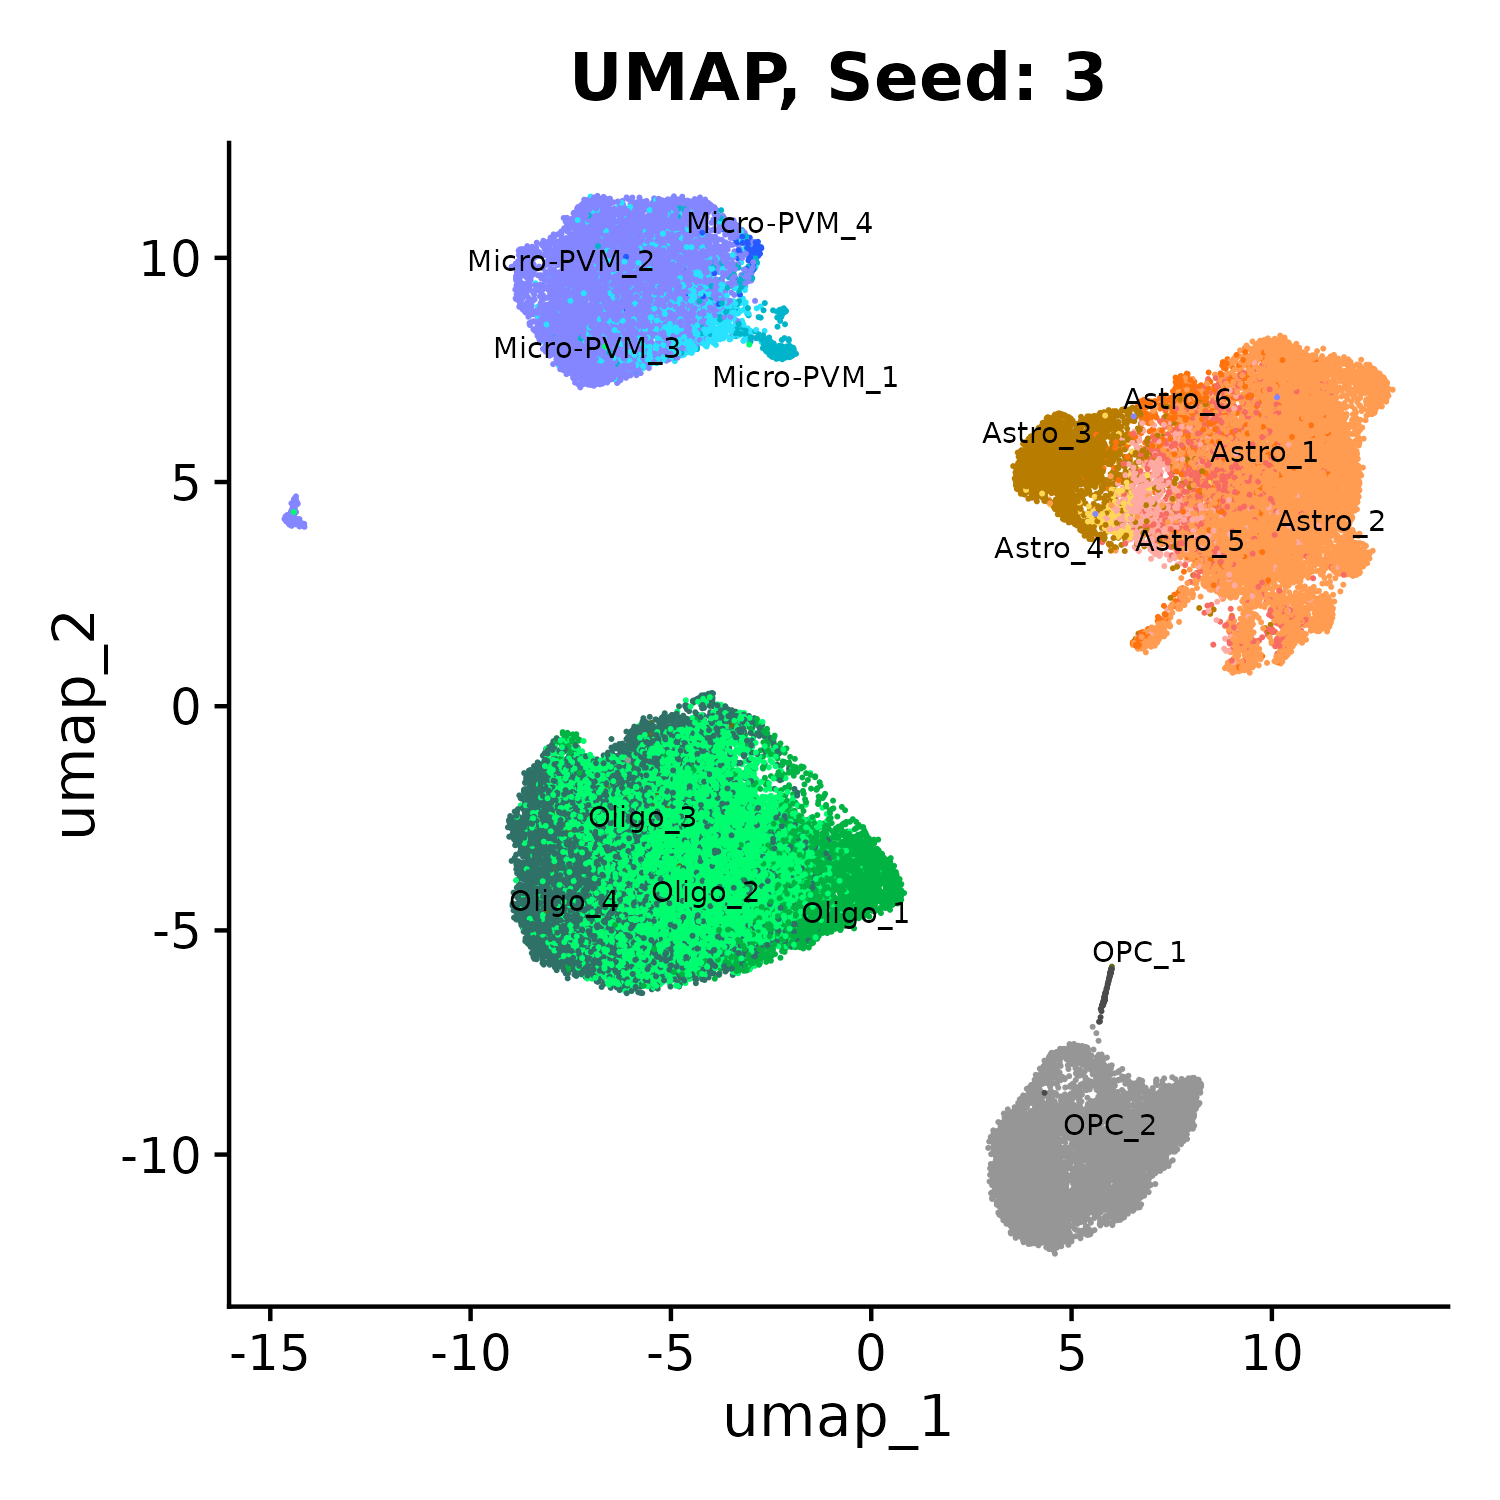 UMAP, Seed: 3
umap_2
10
5
0
-5
-10
Micro-PVM_4
Micro-PVM_2
Micro-PVM_3
Micro-PVM_1
Astro_6
Astro_3
Astro_1
Astro_2
Astro_5
Astro_4
Oligo_3
Oligo_2
Oligo_4
Oligo_1
OPC_1
OPC_2
-15
-10
-5
0
5
10
umap_1